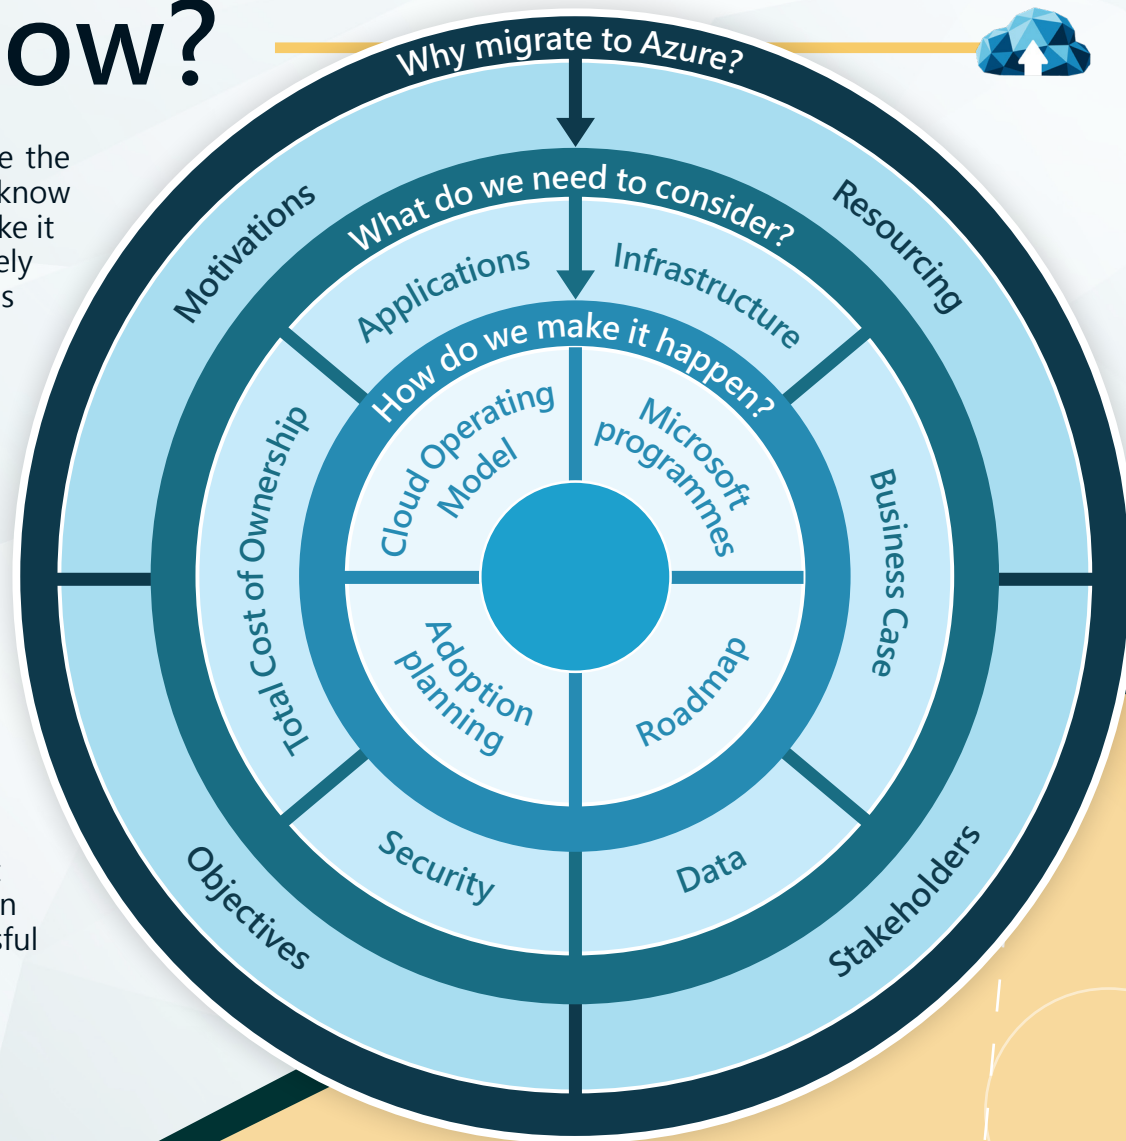 ow?
e the
know
ke it
ely
s
n
sful
Why migrate to Azure?
Motivations
Resourcing
Objectives
Stakeholders
What do we need to consider?
Applications
Infrastructure
Total Cost of Ownership
Business Case
Security
Data
How do we make it happen?
Cloud Operating
Model
Microsoft
programmes
Adoption
planning
Roadmap